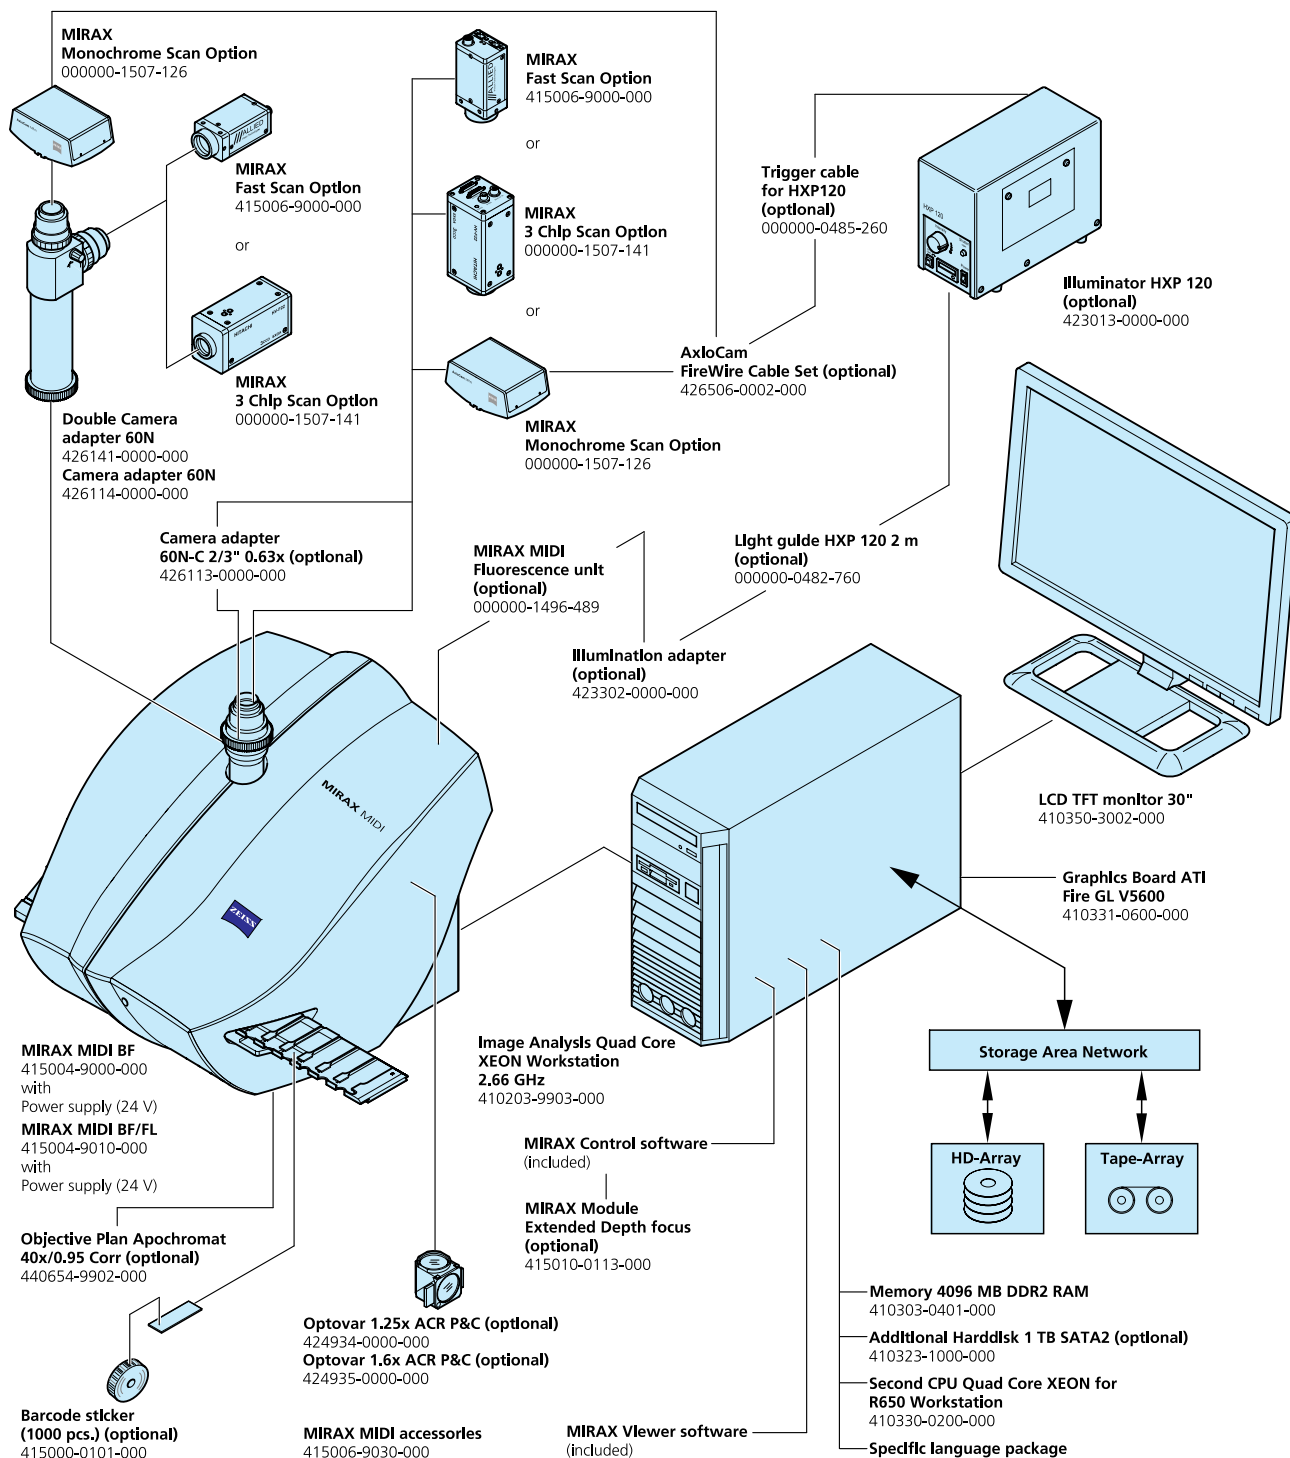 MIRAX
Monochrome Scan Option
000000-1507-126
MIRAX
Fast Scan Option
415006-9000-000
or
MIRAX
3 Chip Scan Option
000000-1507-141
Double Camera
adapter 60N
426141-0000-000
Camera adapter 60N
426114-0000-000
MIRAX
Fast Scan Option
415006-9000-000
or
MIRAX
3 Chip Scan Option
000000-1507-141
or
MIRAX
Monochrome Scan Option
000000-1507-126
ALLIED
ALLIED
HITACHI
HITACHI
Trigger cable
for HXP120
(optional)
000000-0485-260
HXP 120
Illuminator HXP 120
(optional)
423013-0000-000
AxioCam
FireWire Cable Set (optional)
426506-0002-000
Camera adapter
60N-C 2/3" 0.63x (optional)
426113-0000-000
MIRAX MIDI
Fluorescence unit
(optional)
000000-1496-489
Light guide HXP 120 2 m
(optional)
000000-0482-760
Illumination adapter
(optional)
423302-0000-000
MIRAX MIDI
ZEISS
LCD TFT monitor 30"
410350-3002-000
Graphics Board ATI
Fire GL V5600
410331-0600-000
Storage Area Network
HD-Array
Tape-Array
MIRAX MIDI BF
415004-9000-000
with
Power supply (24 V)
MIRAX MIDI BF/FL
415004-9010-000
with
Power supply (24 V)
Objective Plan Apochromat
40x/0.95 Corr (optional)
440654-9902-000
Barcode sticker
(1000 pcs.) (optional)
415000-0101-000
Optovar 1.25x ACR P&C (optional)
424934-0000-000
Optovar 1.6x ACR P&C (optional)
424935-0000-000
MIRAX MIDI accessories
415006-9030-000
Image Analysis Quad Core
XEON Workstation
2.66 GHz
410203-9903-000
MIRAX Control software
(included)
MIRAX Module
Extended Depth focus
(optional)
415010-0113-000
MIRAX Viewer software
(included)
Memory 4096 MB DDR2 RAM
410303-0401-000
Additional Harddisk 1 TB SATA2 (optional)
410323-1000-000
Second CPU Quad Core XEON for
R650 Workstation
410330-0200-000
Specific language package